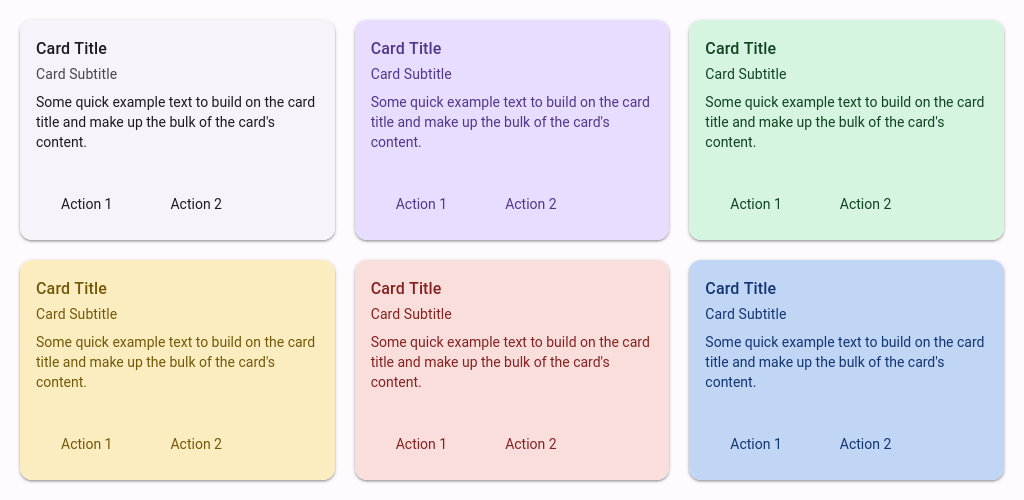 Card Title
Card Subtitle
Some quick example text to build on the card
title and make up the bulk of the card's
content.
Action 1 Action 2
Card Title
Card Subtitle
Some quick example text to build on the card
title and make up the bulk of the card's
content.
Action 1 Action 2
Card Title
Card Subtitle
Some quick example text to build on the card
title and make up the bulk of the card's
content.
Action 1 Action 2
Card Title
Card Subtitle
Some quick example text to build on the card
title and make up the bulk of the card's
content.
Action 1 Action 2
Card Title
Card Subtitle
Some quick example text to build on the card
title and make up the bulk of the card's
content.
Action 1 Action 2
Card Title
Card Subtitle
Some quick example text to build on the card
title and make up the bulk of the card's
content.
Action 1 Action 2